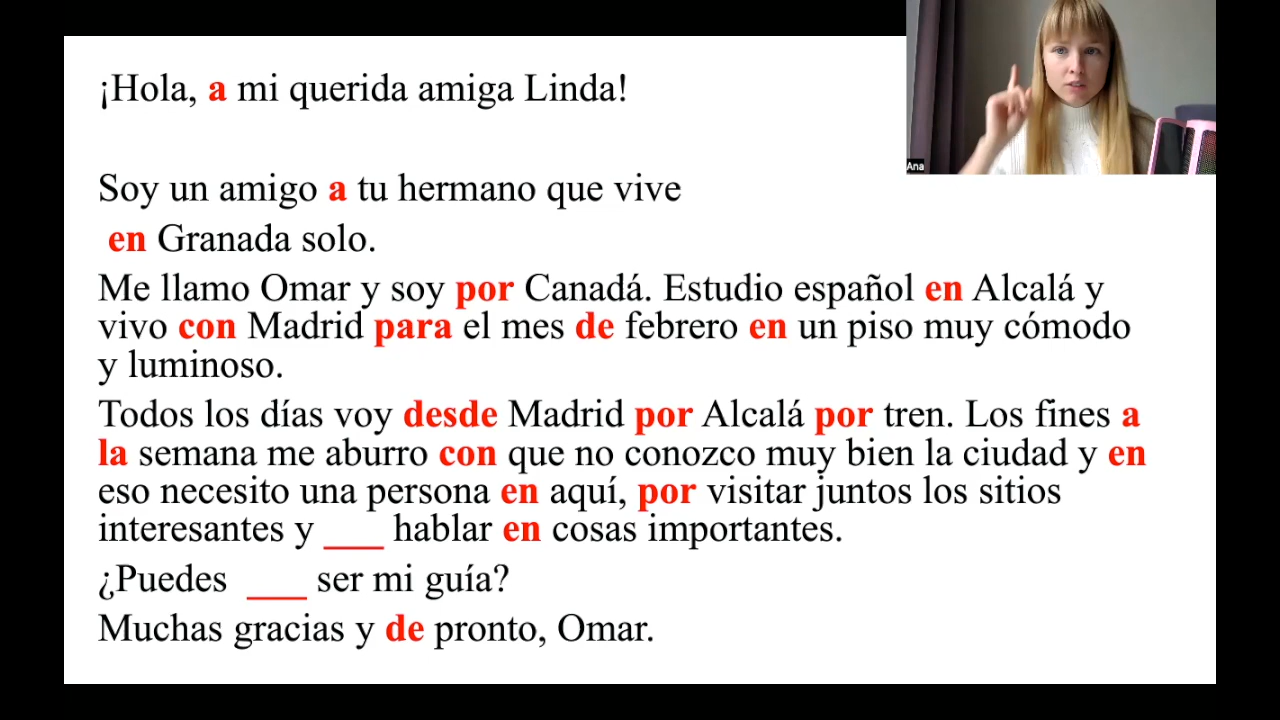 ¡Hola, a mi querida amiga Linda!
Ana
Soy un amigo a tu hermano que vive
en Granada solo.
Me llamo Omar y soy por Canadá. Estudio español en Alcalá y
vivo con Madrid para el mes de febrero en un piso muy cómodo
y luminoso.
Todos los días voy desde Madrid por Alcalá por tren. Los fines a
la semana me aburro con que no conozco muy bien la ciudad y en
eso necesito una persona en aquí, por visitar juntos los sitios
interesantes y ___ hablar en cosas importantes.
¿Puedes ___ ser mi guía?
Muchas gracias y de pronto, Omar.